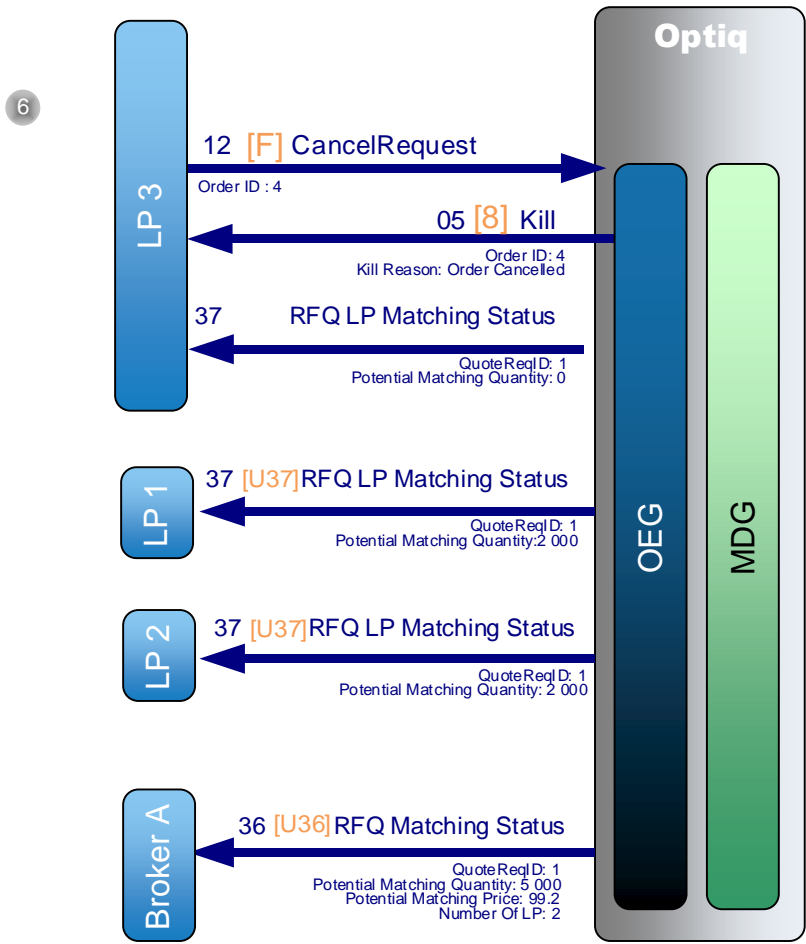 Optiq
6
12 [F] CancelRequest
Order ID : 4
LP 3
05 [8] Kill
Order ID: 4
Kill Reason: Order Cancelled
37 RFQ LP Matching Status
QuoteReqID: 1
Potential Matching Quantity: 0
LP 1
37 [U37] RFQ LP Matching Status
QuoteReqID: 1
Potential Matching Quantity:2 000
OEG
MDG
LP 2
37 [U37] RFQ LP Matching Status
QuoteReqID: 1
Potential Matching Quantity: 2 000
Broker A
36 [U36] RFQ Matching Status
QuoteReqID: 1
Potential Matching Quantity: 5 000
Potential Matching Price: 99.2
Number Of LP: 2